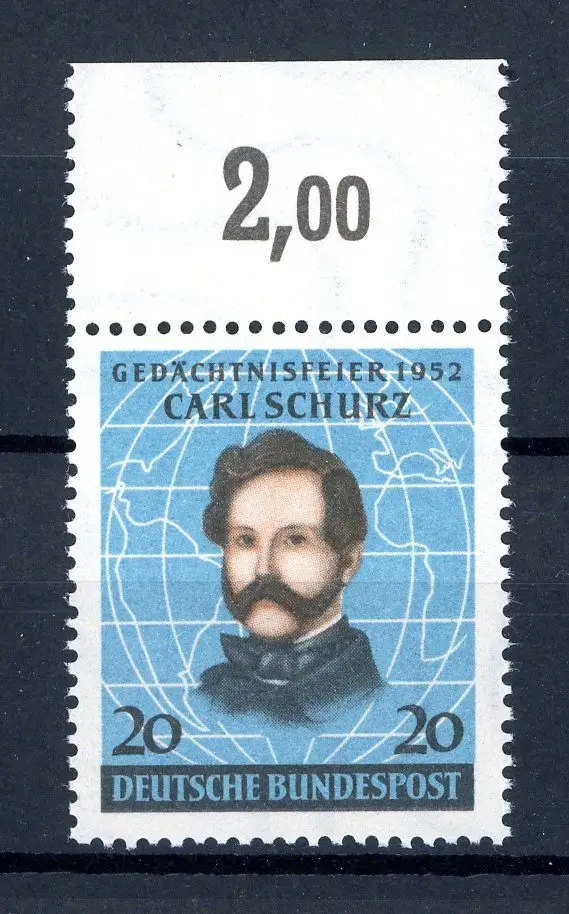 2,00
GEDÄCHTNISFEIER 1952
CARL SCHURZ
20 20
DEUTSCHE BUNDESPOST